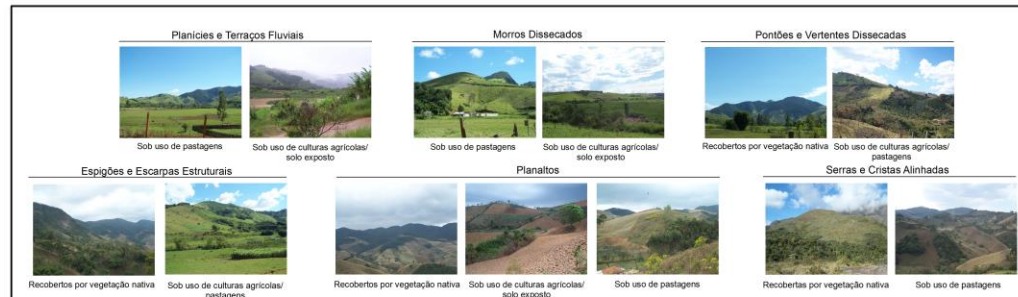 Planícies e Terraços Fluviais
Morros Dissecados
Pontões e Vertentes Dissecadas
Sob uso de pastagens
Sob uso de culturas agrícolas/
solo exposto
Sob uso de pastagens
Sob uso de culturas agrícolas/
solo exposto
Recobertos por vegetação nativa
Sob uso de culturas agrícolas/
pastagens
Espigões e Escarpas Estruturais
Planaltos
Serras e Cristas Alinhadas
Recobertos por vegetação nativa
Sob uso de culturas agrícolas/
pastagens
Recobertos por vegetação nativa
Sob uso de culturas agrícolas/
solo exposto
Sob uso de pastagens
Recobertas por vegetação nativa
Sob uso de pastagens